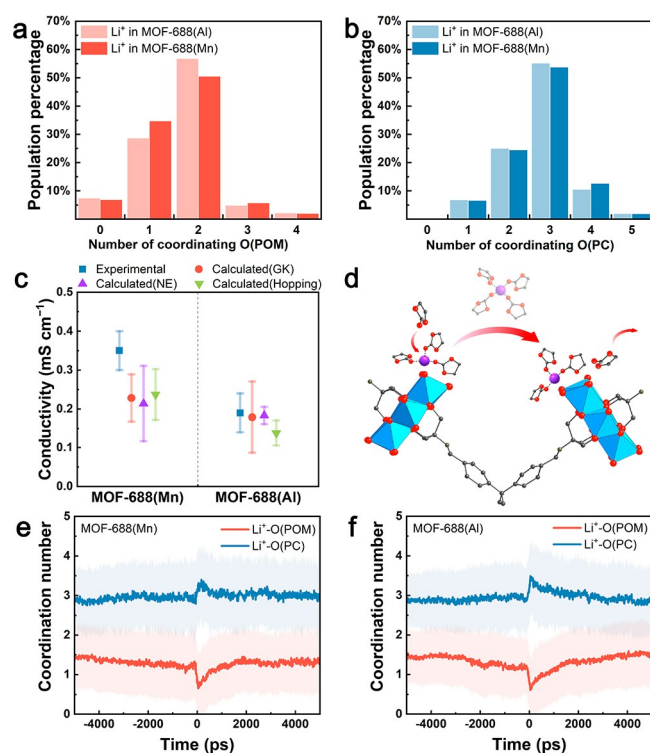 a
Li⁺ in MOF-688(Al)
Li⁺ in MOF-688(Mn)
Population percentage
70%
60%
50%
40%
30%
20%
10%
0 1 2 3 4
Number of coordinating O(POM)
b
Li⁺ in MOF-688(Al)
Li⁺ in MOF-688(Mn)
Population percentage
70%
60%
50%
40%
30%
20%
10%
0 1 2 3 4 5
Number of coordinating O(PC)
c
Experimental Calculated(GK)
Calculated(NE) Calculated(Hopping)
Conductivity (mS cm⁻¹)
0.5
0.4
0.3
0.2
0.1
0.0
MOF-688(Mn) MOF-688(Al)
d
e
MOF-688(Mn)
Li⁺-O(POM)
Li⁺-O(PC)
Coordination number
5
4
3
2
1
0
-4000 -2000 0 2000 4000
Time (ps)
f
MOF-688(Al)
Li⁺-O(POM)
Li⁺-O(PC)
Coordination number
5
4
3
2
1
0
-4000 -2000 0 2000 4000
Time (ps)